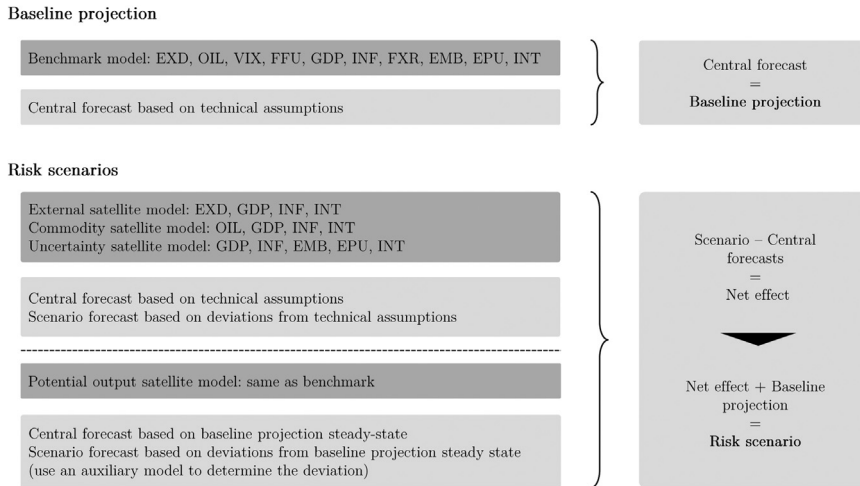 Baseline projection
Benchmark model: EXD, OIL, VIX, FFU, GDP, INF, FXR, EMB, EPU, INT
Central forecast based on technical assumptions
Central forecast
=
Baseline projection
Risk scenarios
External satellite model: EXD, GDP, INF, INT
Commodity satellite model: OIL, GDP, INF, INT
Uncertainty satellite model: GDP, INF, EMB, EPU, INT
Central forecast based on technical assumptions
Scenario forecast based on deviations from technical assumptions
Potential output satellite model: same as benchmark
Central forecast based on baseline projection steady-state
Scenario forecast based on deviations from baseline projection steady state
(use an auxiliary model to determine the deviation)
Scenario – Central
forecasts
=
Net effect
Net effect + Baseline
projection
=
Risk scenario